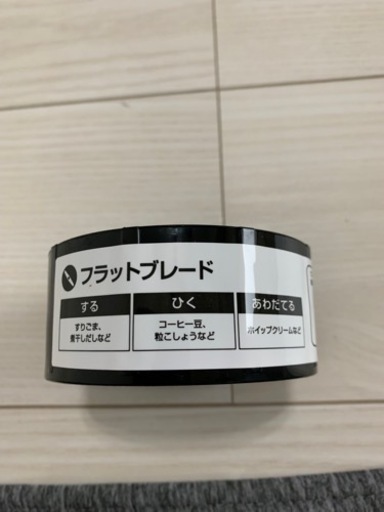 フラットブレード
する
すりごま、
煮干しだしなど
ひく
コーヒー豆、
粒こしょうなど
あわだてる
ホイップクリームなど